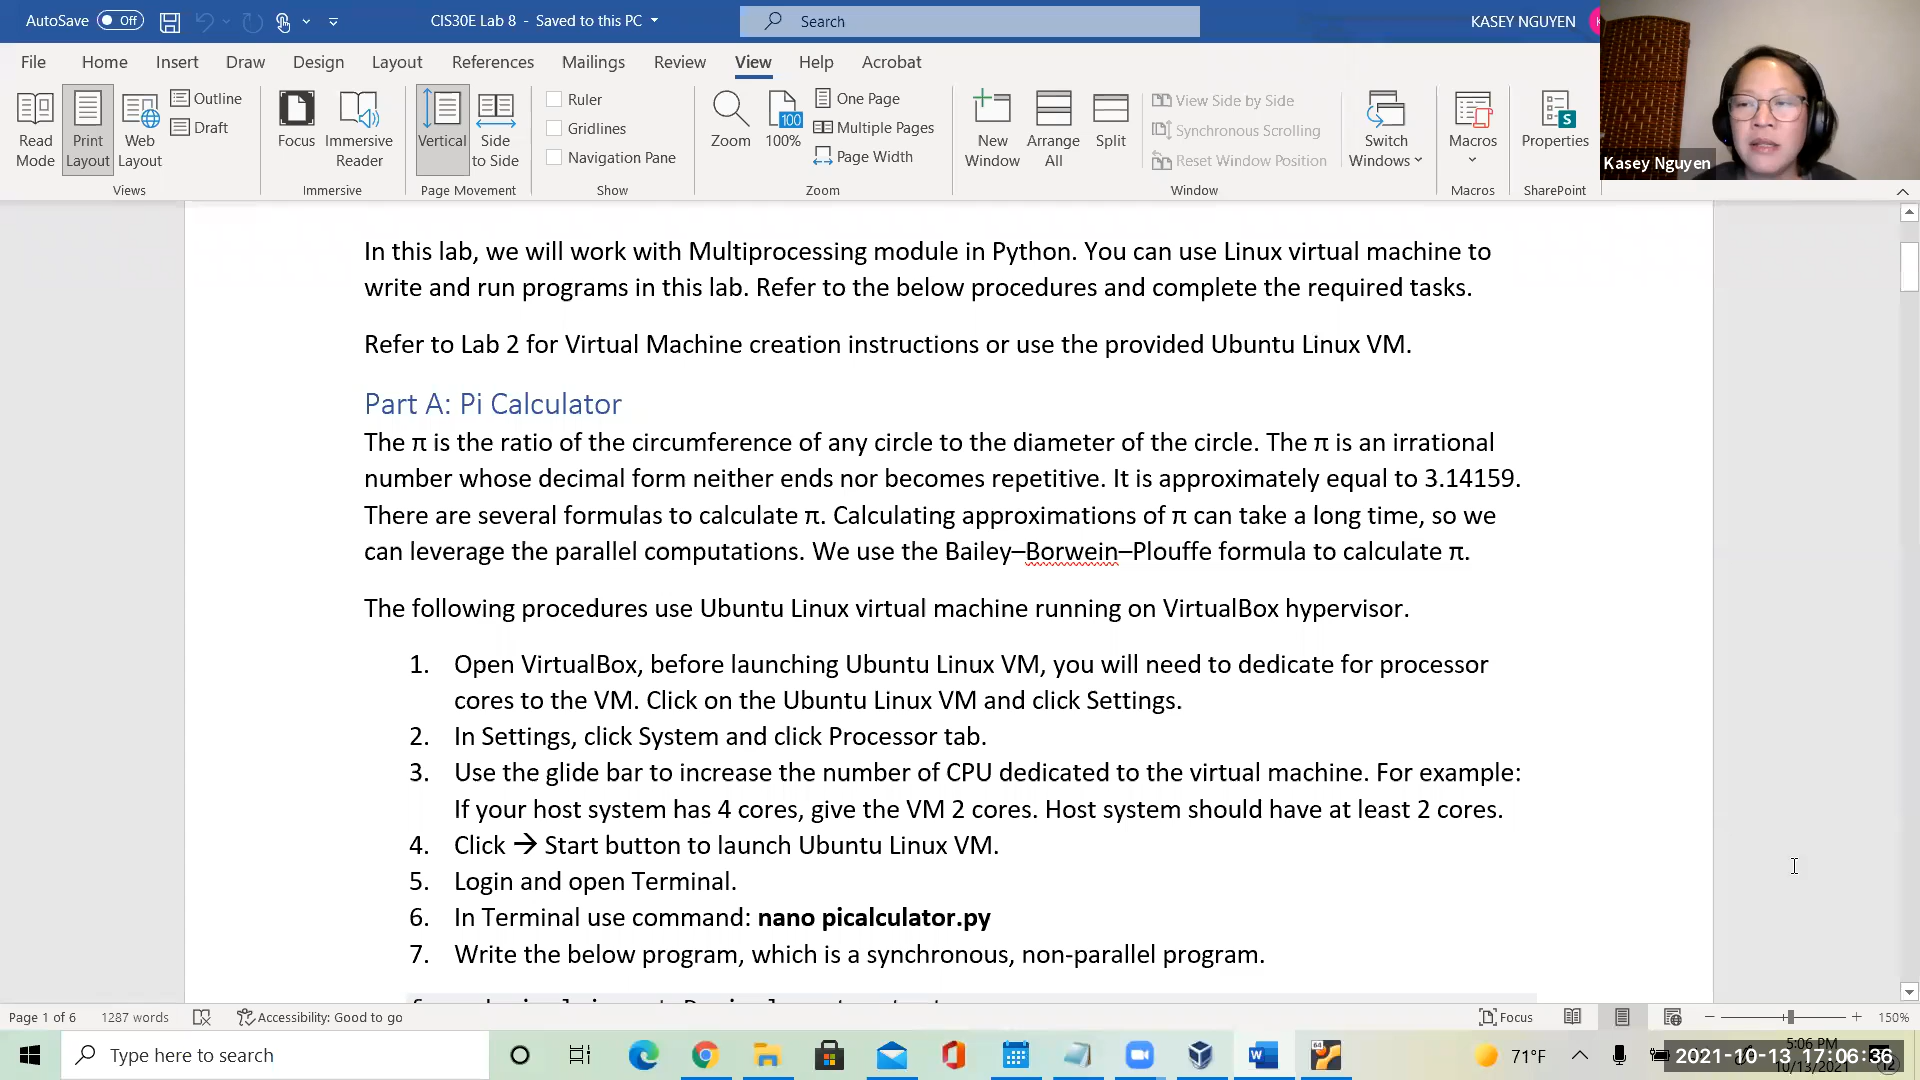 AutoSave Off CIS30E Lab 8 - Saved to this PC Search KASEY NGUYEN
File Home Insert Draw Design Layout References Mailings Review View Help Acrobat
Read Mode Print Layout Web Layout Outline Draft Views
Focus Immersive Reader Immersive
Vertical Side to Side Page Movement
Ruler Gridlines Navigation Pane Show
Zoom 100 100% One Page Multiple Pages Page Width Zoom
New Window Arrange All Split View Side by Side Synchronous Scrolling Reset Window Position Switch Windows Window
Macros Macros
Properties SharePoint
Kasey Nguyen
In this lab, we will work with Multiprocessing module in Python. You can use Linux virtual machine to
write and run programs in this lab. Refer to the below procedures and complete the required tasks.
Refer to Lab 2 for Virtual Machine creation instructions or use the provided Ubuntu Linux VM.
Part A: Pi Calculator
The π is the ratio of the circumference of any circle to the diameter of the circle. The π is an irrational
number whose decimal form neither ends nor becomes repetitive. It is approximately equal to 3.14159.
There are several formulas to calculate π. Calculating approximations of π can take a long time, so we
can leverage the parallel computations. We use the Bailey–Borwein–Plouffe formula to calculate π.
The following procedures use Ubuntu Linux virtual machine running on VirtualBox hypervisor.
1. Open VirtualBox, before launching Ubuntu Linux VM, you will need to dedicate for processor
cores to the VM. Click on the Ubuntu Linux VM and click Settings.
2. In Settings, click System and click Processor tab.
3. Use the glide bar to increase the number of CPU dedicated to the virtual machine. For example:
If your host system has 4 cores, give the VM 2 cores. Host system should have at least 2 cores.
4. Click → Start button to launch Ubuntu Linux VM.
5. Login and open Terminal.
6. In Terminal use command: nano picalculator.py
7. Write the below program, which is a synchronous, non-parallel program.
Page 1 of 6 1287 words Accessibility: Good to go Focus 150%
Type here to search 71°F 5:06 PM
2021-10-13 17:06:36
10/13/2021